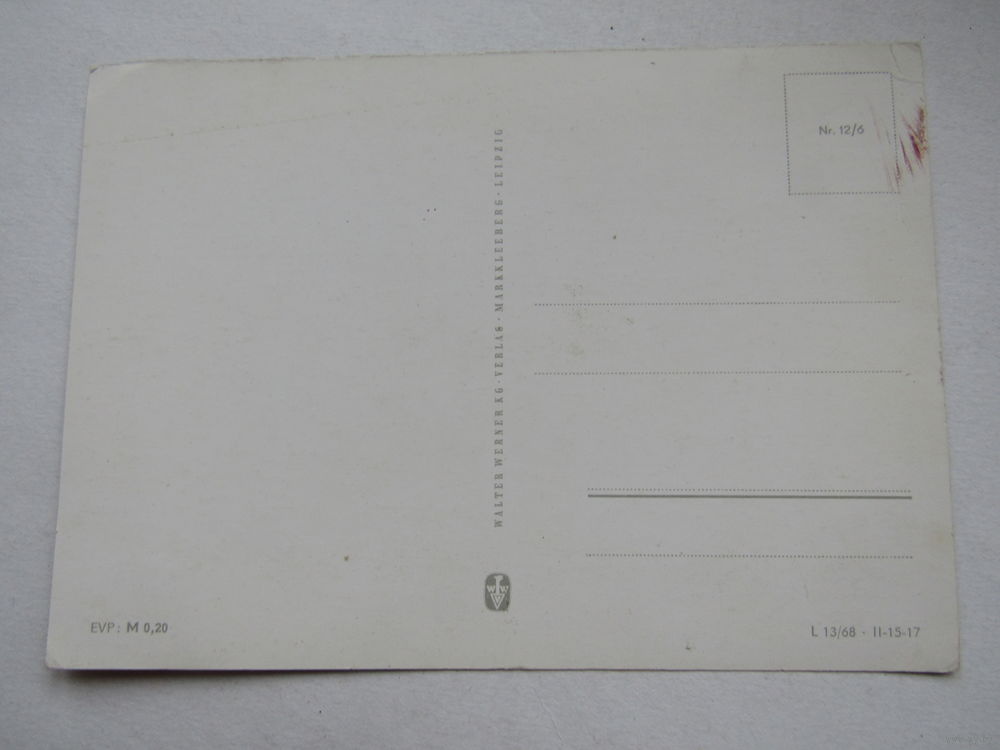 Nr. 12/6
WALTER WERNER KG · VERLAG · MARKKLEEBERG · LEIPZIG
EVP: M 0,20
L 13/68 · II-15-17